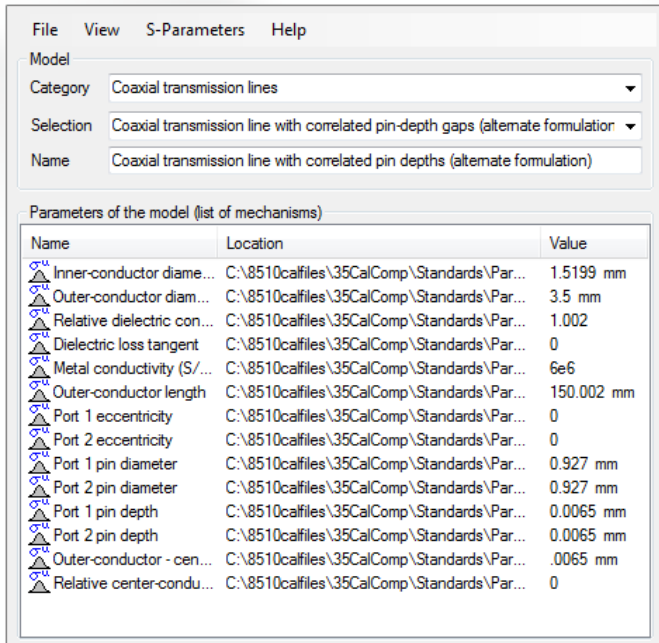 File View S-Parameters Help
Model
Category Coaxial transmission lines
Selection Coaxial transmission line with correlated pin-depth gaps (alternate formulation
Name Coaxial transmission line with correlated pin depths (alternate formulation)
Parameters of the model (list of mechanisms)
Name Location Value
Inner-conductor diame... C:\8510calfiles\35CalComp\Standards\Par... 1.5199 mm
Outer-conductor diam... C:\8510calfiles\35CalComp\Standards\Par... 3.5 mm
Relative dielectric con... C:\8510calfiles\35CalComp\Standards\Par... 1.002
Dielectric loss tangent C:\8510calfiles\35CalComp\Standards\Par... 0
Metal conductivity (S/... C:\8510calfiles\35CalComp\Standards\Par... 6e6
Outer-conductor length C:\8510calfiles\35CalComp\Standards\Par... 150.002 mm
Port 1 eccentricity C:\8510calfiles\35CalComp\Standards\Par... 0
Port 2 eccentricity C:\8510calfiles\35CalComp\Standards\Par... 0
Port 1 pin diameter C:\8510calfiles\35CalComp\Standards\Par... 0.927 mm
Port 2 pin diameter C:\8510calfiles\35CalComp\Standards\Par... 0.927 mm
Port 1 pin depth C:\8510calfiles\35CalComp\Standards\Par... 0.0065 mm
Port 2 pin depth C:\8510calfiles\35CalComp\Standards\Par... 0.0065 mm
Outer-conductor - cen... C:\8510calfiles\35CalComp\Standards\Par... .0065 mm
Relative center-condu... C:\8510calfiles\35CalComp\Standards\Par... 0